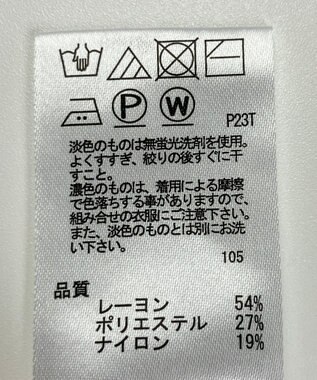 P W P23T
淡色のものは無蛍光洗剤を使用。
よくすすぎ、絞りの後すぐに干
すこと。
濃色のものは、着用による摩擦
で色落ちする事がありますので、
組み合せの衣服にご注意下さい。
また、淡色のものとは別にお洗
い下さい。
105
品質
レーヨン 54%
ポリエステル 27%
ナイロン 19%